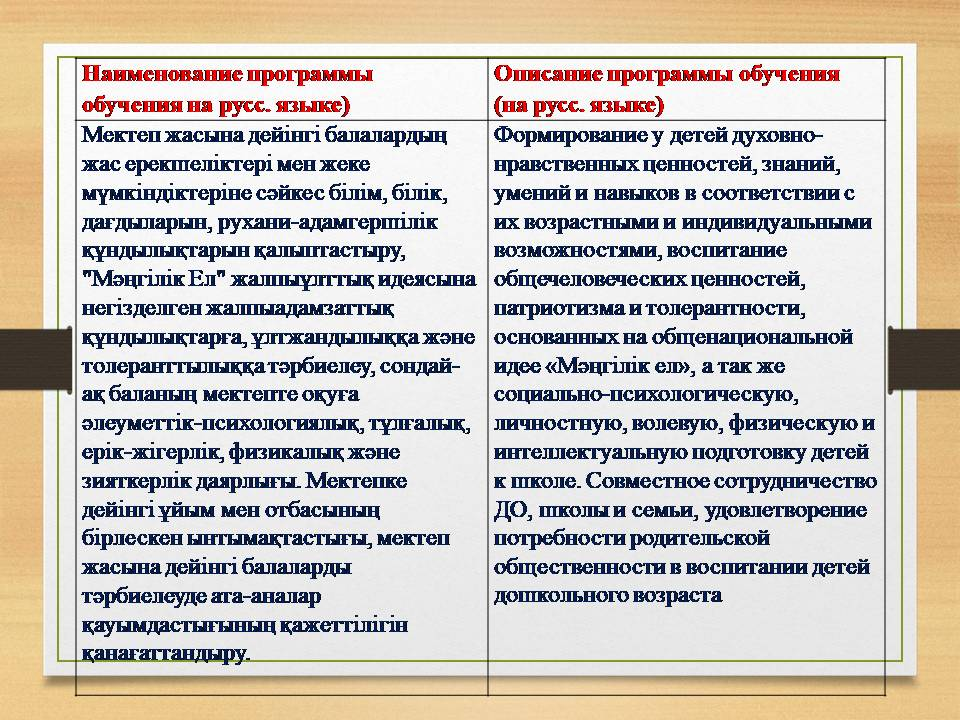 Наименование программы
обучения на русс. языке)
Описание программы обучения
(на русс. языке)
Мектеп жасына дейінгі балалардың
жас ерекшеліктері мен жеке
мүмкіндіктеріне сәйкес білім, білік,
дағдыларын, рухани-адамгершілік
құндылықтарын қалыптастыру,
"Мәңгілік Ел" жалпыұлттық идеясына
негізделген жалпыадамзаттық
құндылықтарға, ұлтжандылыққа және
толеранттылыққа тәрбиелеу, сондай-
ақ баланың мектепте оқуға
әлеуметтік-психологиялық, тұлғалық,
ерік-жігерлік, физикалық және
зияткерлік даярлығы. Мектепке
дейінгі ұйым мен отбасының
бірлескен ынтымақтастығы, мектеп
жасына дейінгі балаларды
тәрбиелеуде ата-аналар
қауымдастығының қажеттілігін
қанағаттандыру.
Формирование у детей духовно-
нравственных ценностей, знаний,
умений и навыков в соответствии с
их возрастными и индивидуальными
возможностями, воспитание
общечеловеческих ценностей,
патриотизма и толерантности,
основанных на общенациональной
идее «Мәңгілік ел», а так же
социально-психологическую,
личностную, волевую, физическую и
интеллектуальную подготовку детей
к школе. Совместное сотрудничество
ДО, школы и семьи, удовлетворение
потребности родительской
общественности в воспитании детей
дошкольного возраста